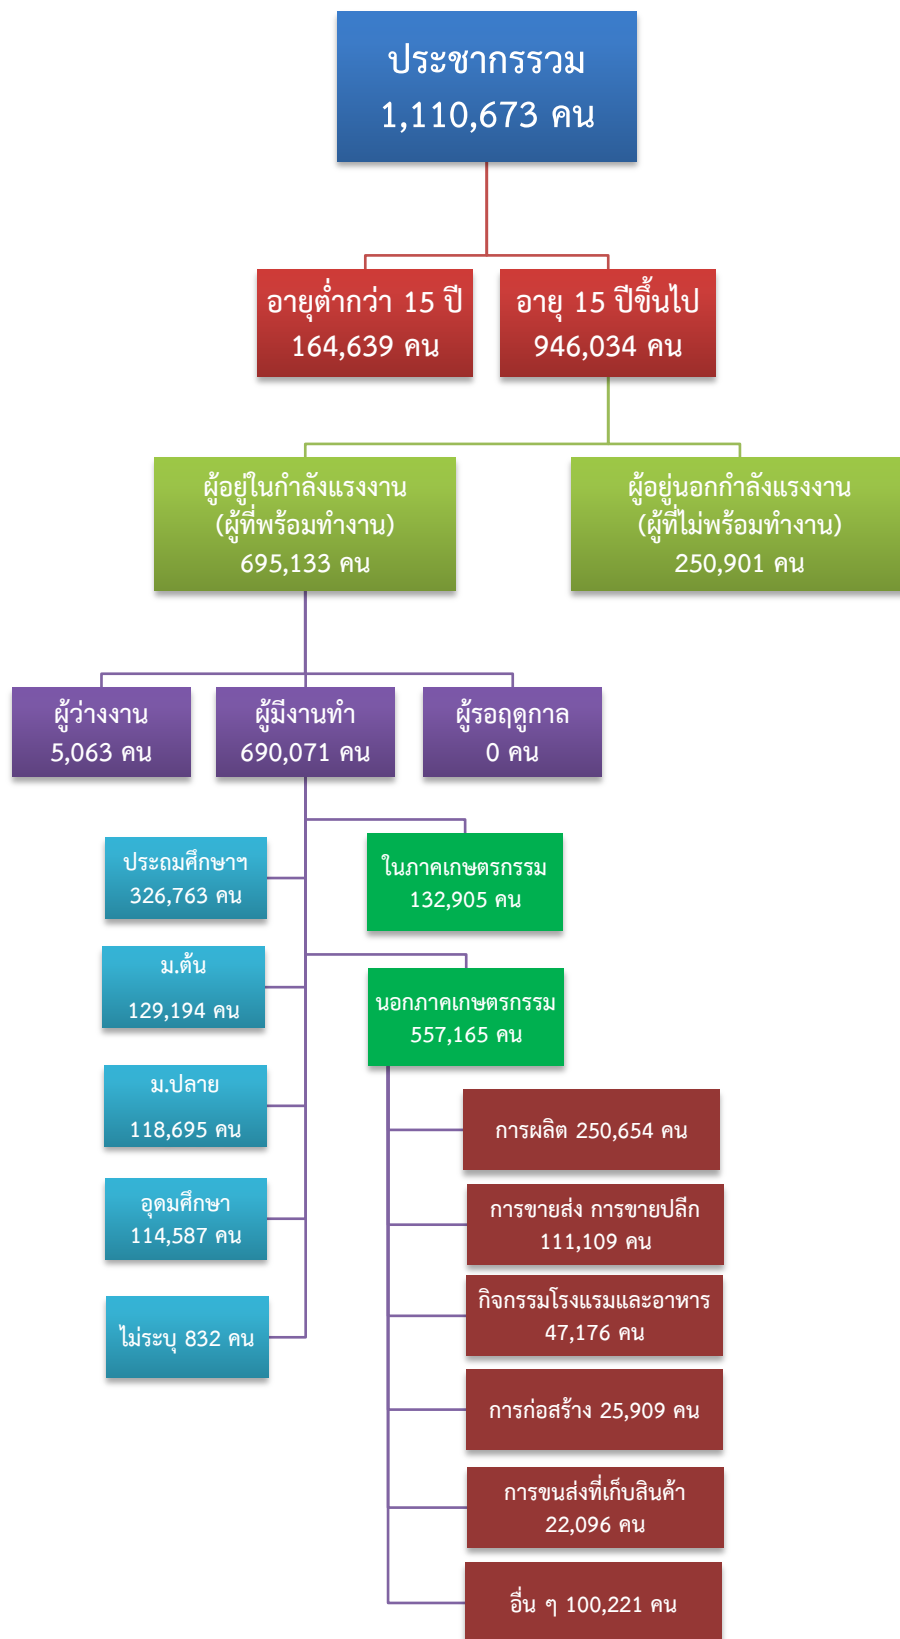 ประชากรรวม
1,110,673 คน
อายุต่ำกว่า 15 ปี
164,639 คน
อายุ 15 ปีขึ้นไป
946,034 คน
ผู้อยู่ในกำลังแรงงาน
(ผู้ที่พร้อมทำงาน)
695,133 คน
ผู้อยู่นอกกำลังแรงงาน
(ผู้ที่ไม่พร้อมทำงาน)
250,901 คน
ผู้ว่างงาน
5,063 คน
ผู้มีงานทำ
690,071 คน
ผู้รอฤดูกาล
0 คน
ประถมศึกษาฯ
326,763 คน
ม.ต้น
129,194 คน
ม.ปลาย
118,695 คน
อุดมศึกษา
114,587 คน
ไม่ระบุ 832 คน
ในภาคเกษตรกรรม
132,905 คน
นอกภาคเกษตรกรรม
557,165 คน
การผลิต 250,654 คน
การขายส่ง การขายปลีก
111,109 คน
กิจกรรมโรงแรมและอาหาร
47,176 คน
การก่อสร้าง 25,909 คน
การขนส่งที่เก็บสินค้า
22,096 คน
อื่น ๆ 100,221 คน